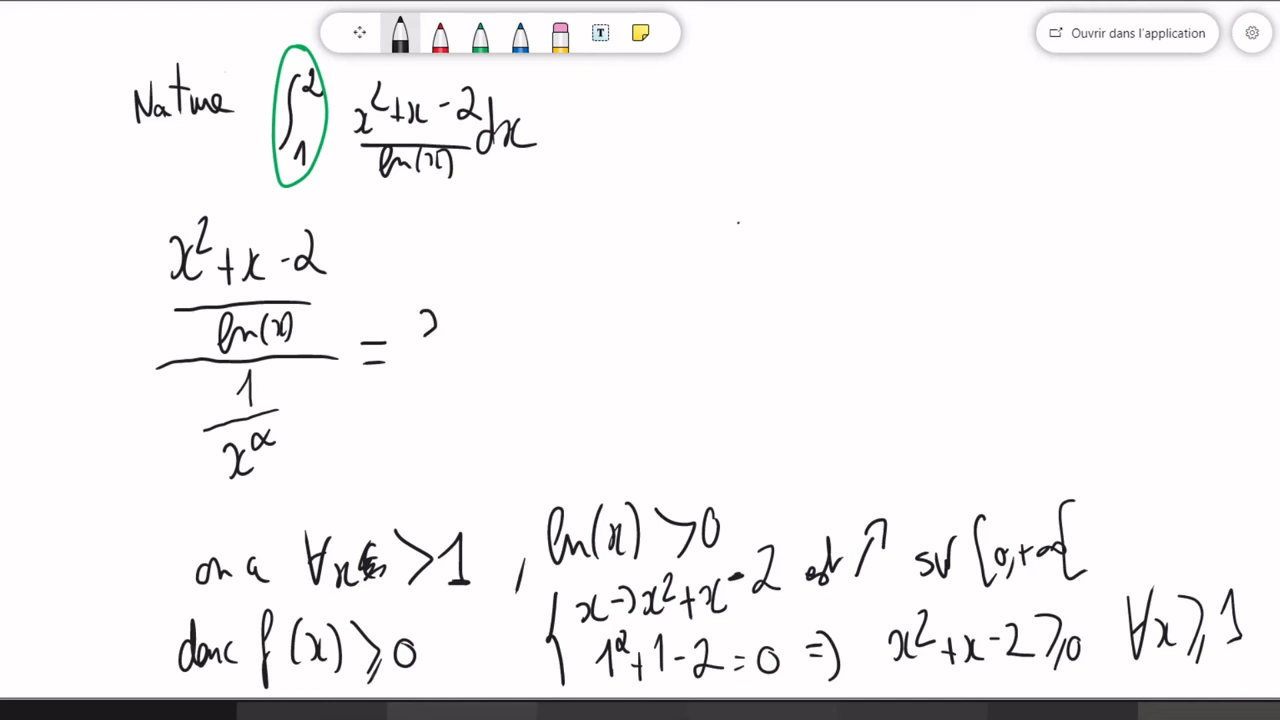 Ouvrir dans l'application
Nature ∫₁² (x² + x - 2)/ln(x) dx
((x² + x - 2)/ln(x))/(1/x^α) =
on a ∀x > 1, ln(x) > 0
x → x² + x - 2 est ↗ sur [0, +∞[
donc f(x) ⩾ 0 { 1² + 1 - 2 = 0 => x² + x - 2 ⩾ 0 ∀x ⩾ 1